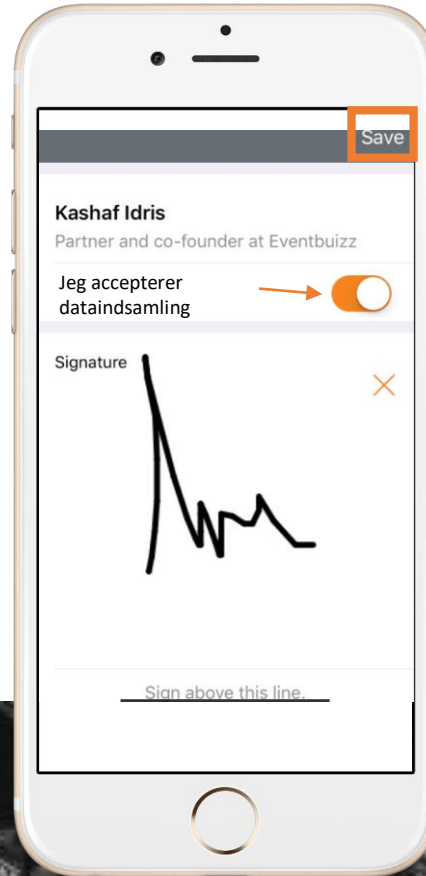 Save
Kashaf Idris
Partner and co-founder at Eventbuizz
Jeg accepterer
dataindsamling
Signature
Sign above this line.